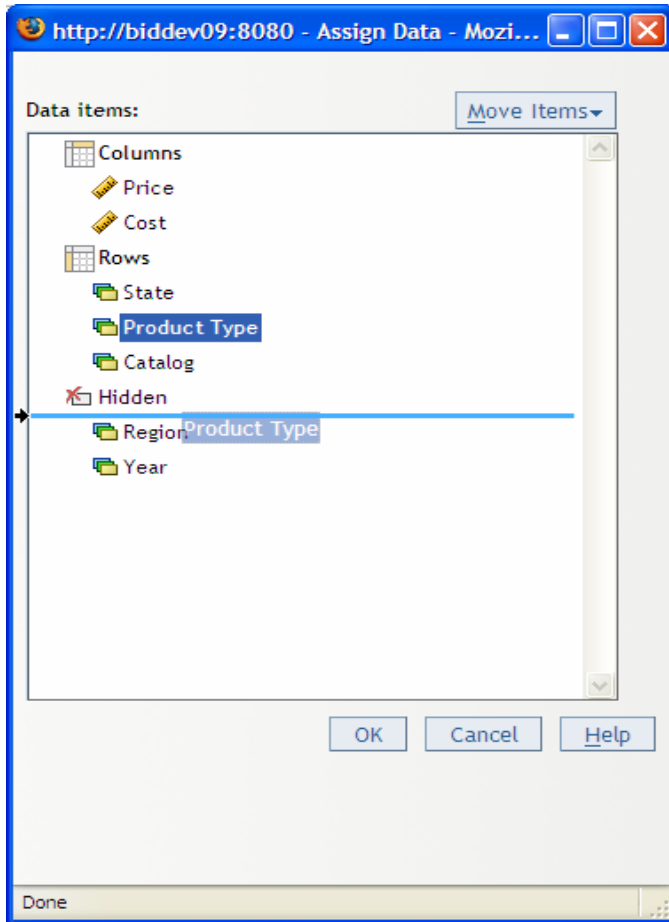 http://biddev09:8080 - Assign Data - Mozi...
Data items:
Move Items
Columns
Price
Cost
Rows
State
Product Type
Catalog
Hidden
Region
Product Type
Year
OK Cancel Help
Done